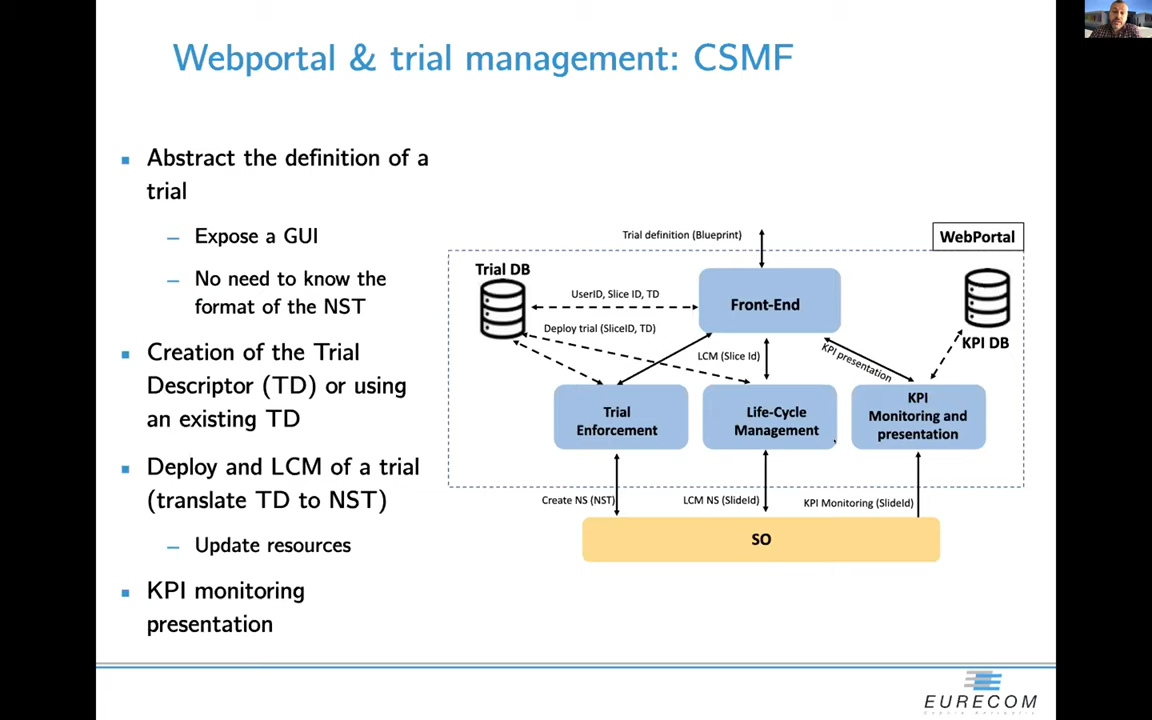 Webportal & trial management: CSMF
Abstract the definition of a
trial
– Expose a GUI
– No need to know the
format of the NST
Creation of the Trial
Descriptor (TD) or using
an existing TD
Deploy and LCM of a trial
(translate TD to NST)
– Update resources
KPI monitoring
presentation
Trial definition (Blueprint)
WebPortal
Trial DB
UserID, Slice ID, TD
Front-End
Deploy trial (SliceID, TD)
KPI DB
LCM (Slice Id)
KPI presentation
Trial
Enforcement
Life-Cycle
Management
KPI
Monitoring and
presentation
Create NS (NST)
LCM NS (SlideId)
KPI Monitoring (SlideId)
SO
EURECOM